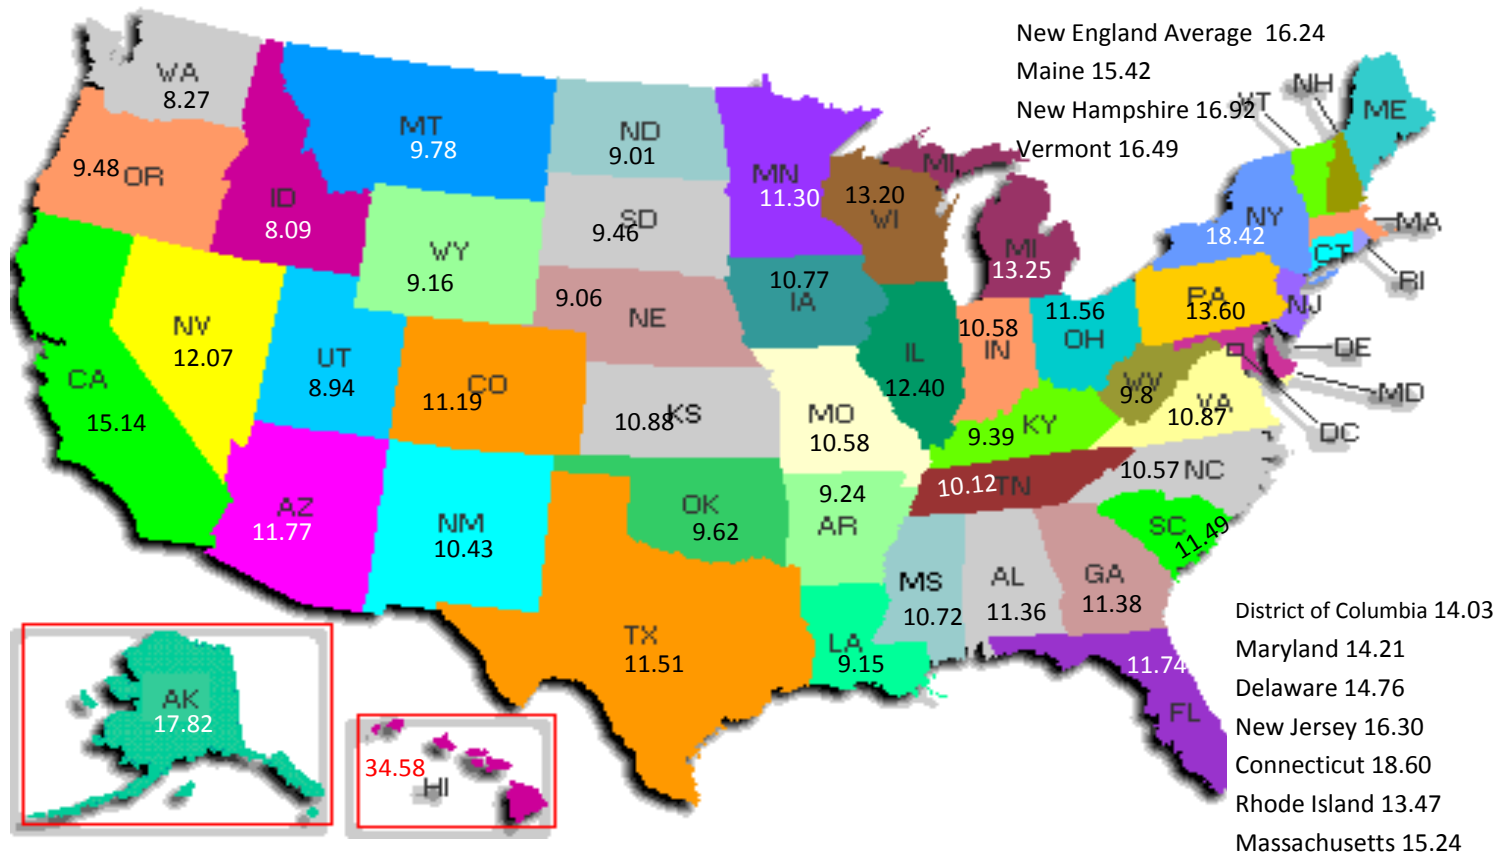 New England Average 16.24
Maine 15.42
New Hampshire 16.92
Vermont 16.49
WA
8.27
OR
9.48
ID
8.09
MT
9.78
ND
9.01
MN
11.30
WI
13.20
MI
MI
13.25
VT
NH
ME
NY
18.42
MA
CT
RI
SD
9.46
WY
9.16
NE
9.06
IA
10.77
PA
13.60
NJ
OH
11.56
IN
10.58
IL
12.40
DE
MD
DC
CA
15.14
NV
12.07
UT
8.94
CO
11.19
KS
10.88
MO
10.58
KY
9.39
WV
9.8
VA
10.87
NC
10.57
TN
10.12
SC
11.49
AZ
11.77
NM
10.43
OK
9.62
AR
9.24
MS
10.72
AL
11.36
GA
11.38
TX
11.51
LA
9.15
FL
11.74
AK
17.82
HI
34.58
District of Columbia 14.03
Maryland 14.21
Delaware 14.76
New Jersey 16.30
Connecticut 18.60
Rhode Island 13.47
Massachusetts 15.24